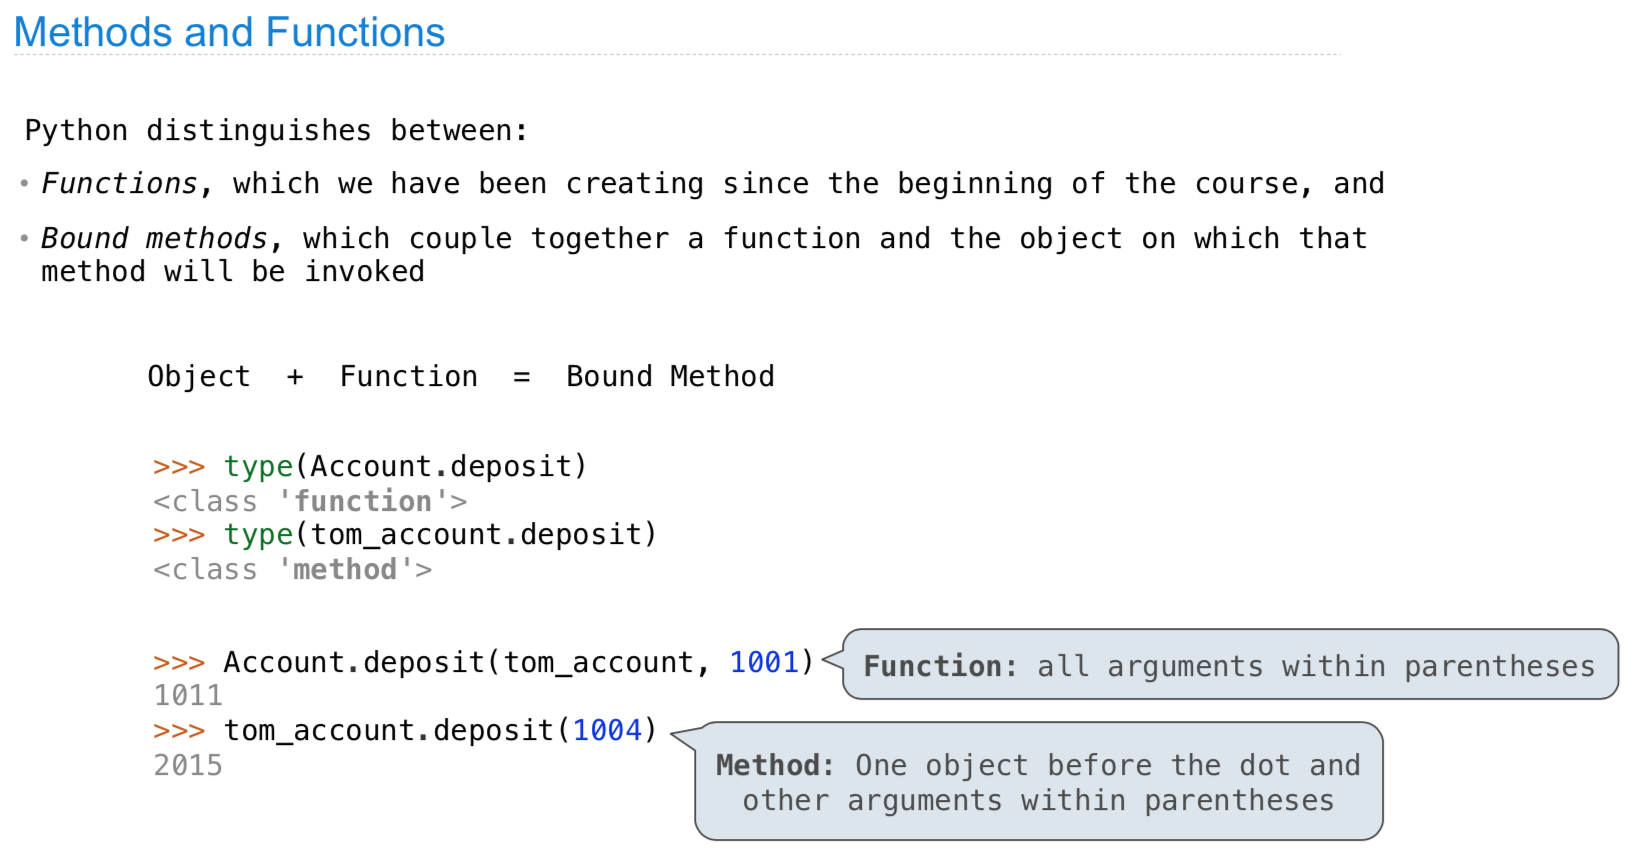 Methods and Functions
Python distinguishes between:
• Functions, which we have been creating since the beginning of the course, and
• Bound methods, which couple together a function and the object on which that
method will be invoked
Object + Function = Bound Method
>>> type(Account.deposit)
<class 'function'>
>>> type(tom_account.deposit)
<class 'method'>
>>> Account.deposit(tom_account, 1001)
Function: all arguments within parentheses
1011
>>> tom_account.deposit(1004)
2015
Method: One object before the dot and
other arguments within parentheses